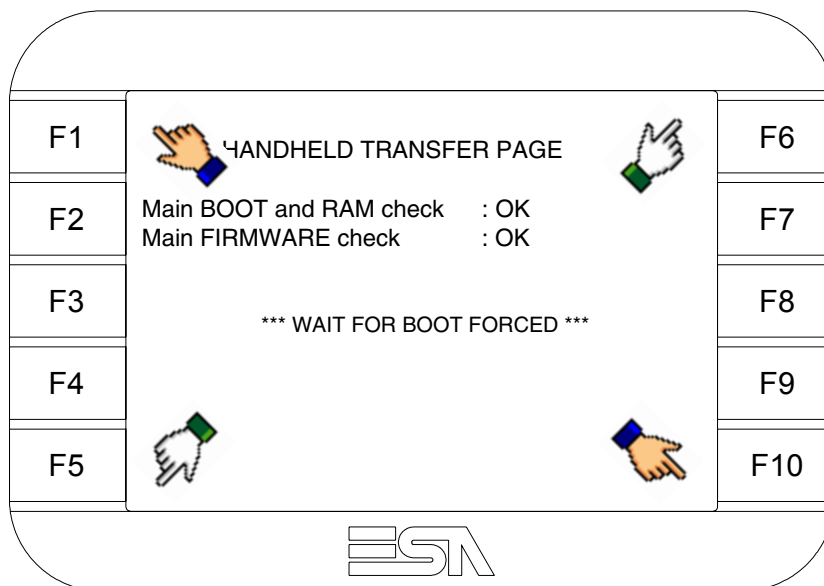 F1
F6
HANDHELD TRANSFER PAGE
F2
F7
Main BOOT and RAM check : OK
Main FIRMWARE check : OK
F3
F8
*** WAIT FOR BOOT FORCED ***
F4
F9
F5
F10
ESA